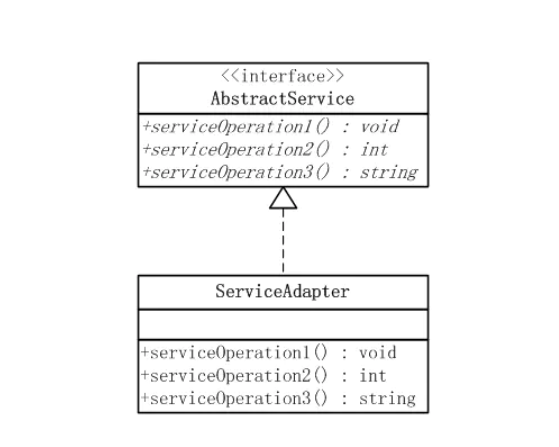 <<interface>>
AbstractService
+serviceOperation1() : void
+serviceOperation2() : int
+serviceOperation3() : string
ServiceAdapter
+serviceOperation1() : void
+serviceOperation2() : int
+serviceOperation3() : string